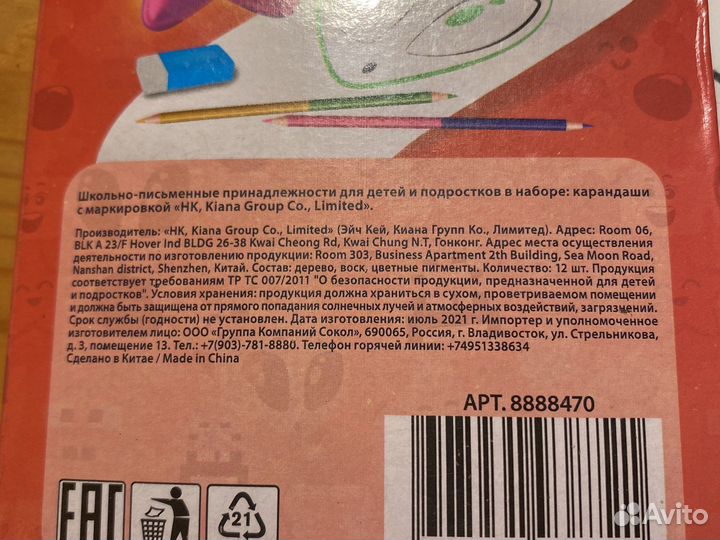 Школьно-письменные принадлежности для детей и подростков в наборе: карандаши
с маркировкой «HK, Kiana Group Co., Limited».
Производитель: «HK, Kiana Group Co., Limited» (Эйч Кей, Киана Групп Ко., Лимитед). Адрес: Room 06,
BLK A 23/F Hover Ind BLDG 26-38 Kwai Cheong Rd, Kwai Chung N.T, Гонконг. Адрес места осуществления
деятельности по изготовлению продукции: Room 303, Business Apartment 2th Building, Sea Moon Road,
Nanshan district, Shenzhen, Китай. Состав: дерево, воск, цветные пигменты. Количество: 12 шт. Продукция
соответствует требованиям ТР ТС 007/2011 "О безопасности продукции, предназначенной для детей
и подростков". Условия хранения: продукция должна храниться в сухом, проветриваемом помещении
и должна быть защищена от прямого попадания солнечных лучей и атмосферных воздействий, загрязнений.
Срок службы (годности) не установлен. Дата изготовления: июль 2021 г. Импортер и уполномоченное
изготовителем лицо: ООО «Группа Компаний Сокол», 690065, Россия, г. Владивосток, ул. Стрельникова,
д. 3, помещение 13. Тел.: +7(903)-781-8880. Телефон горячей линии: +74951338634
Сделано в Китае / Made in China
АРТ. 8888470
EAC
21
Avito